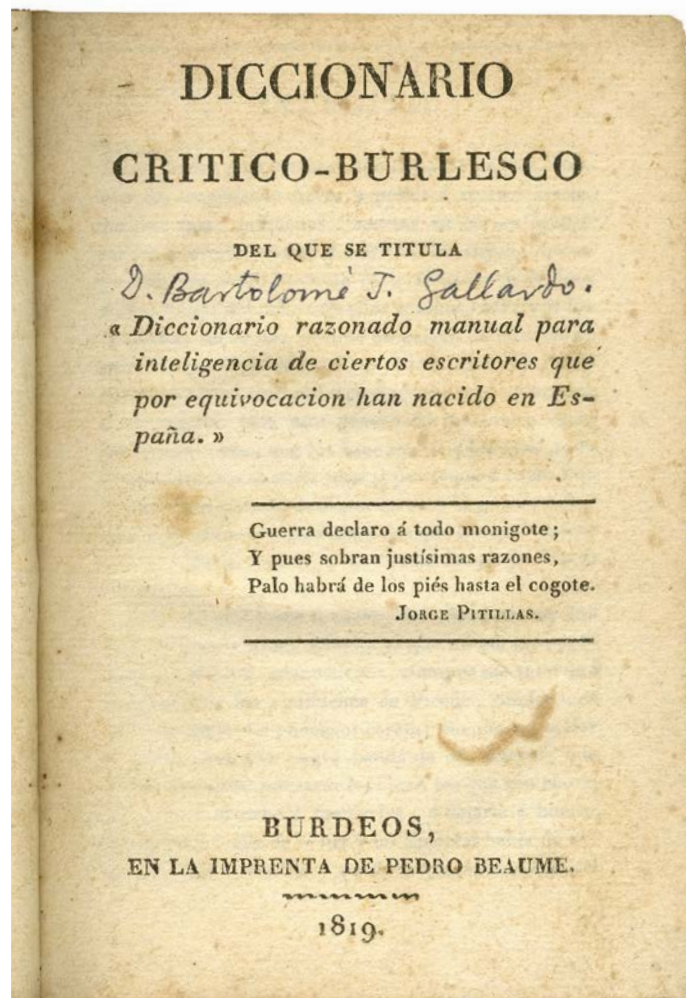 DICCIONARIO
CRITICO-BURLESCO
DEL QUE SE TITULA
D. Bartolomé J. Gallardo.
« Diccionario razonado manual para
inteligencia de ciertos escritores que
por equivocacion han nacido en Es-
paña. »
Guerra declaro á todo monigote;
Y pues sobran justísimas razones,
Palo habrá de los piés hasta el cogote.
JORGE PITILLAS.
BURDEOS,
EN LA IMPRENTA DE PEDRO BEAUME.
1819.